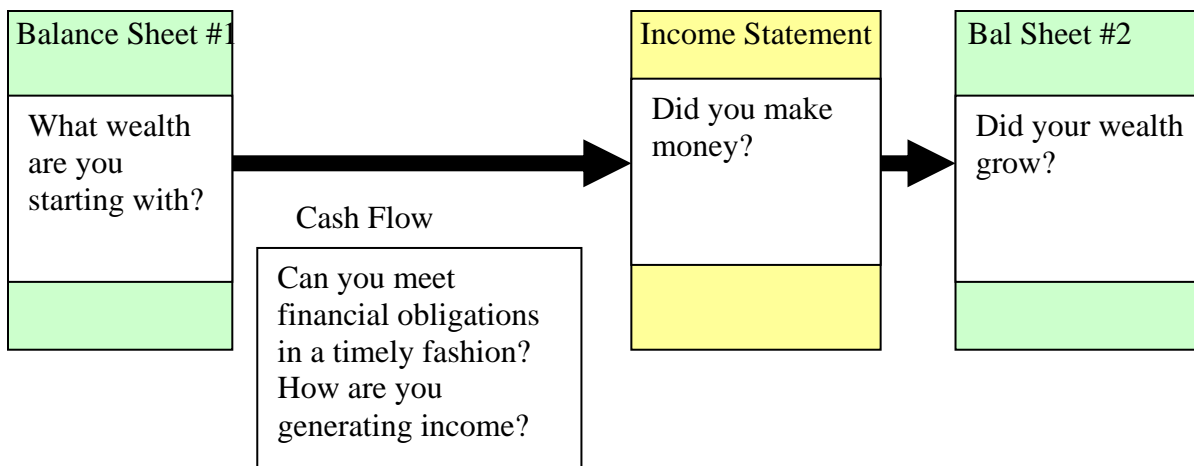 Balance Sheet #1
What wealth
are you
starting with?
Cash Flow
Can you meet
financial obligations
in a timely fashion?
How are you
generating income?
Income Statement
Did you make
money?
Bal Sheet #2
Did your wealth
grow?